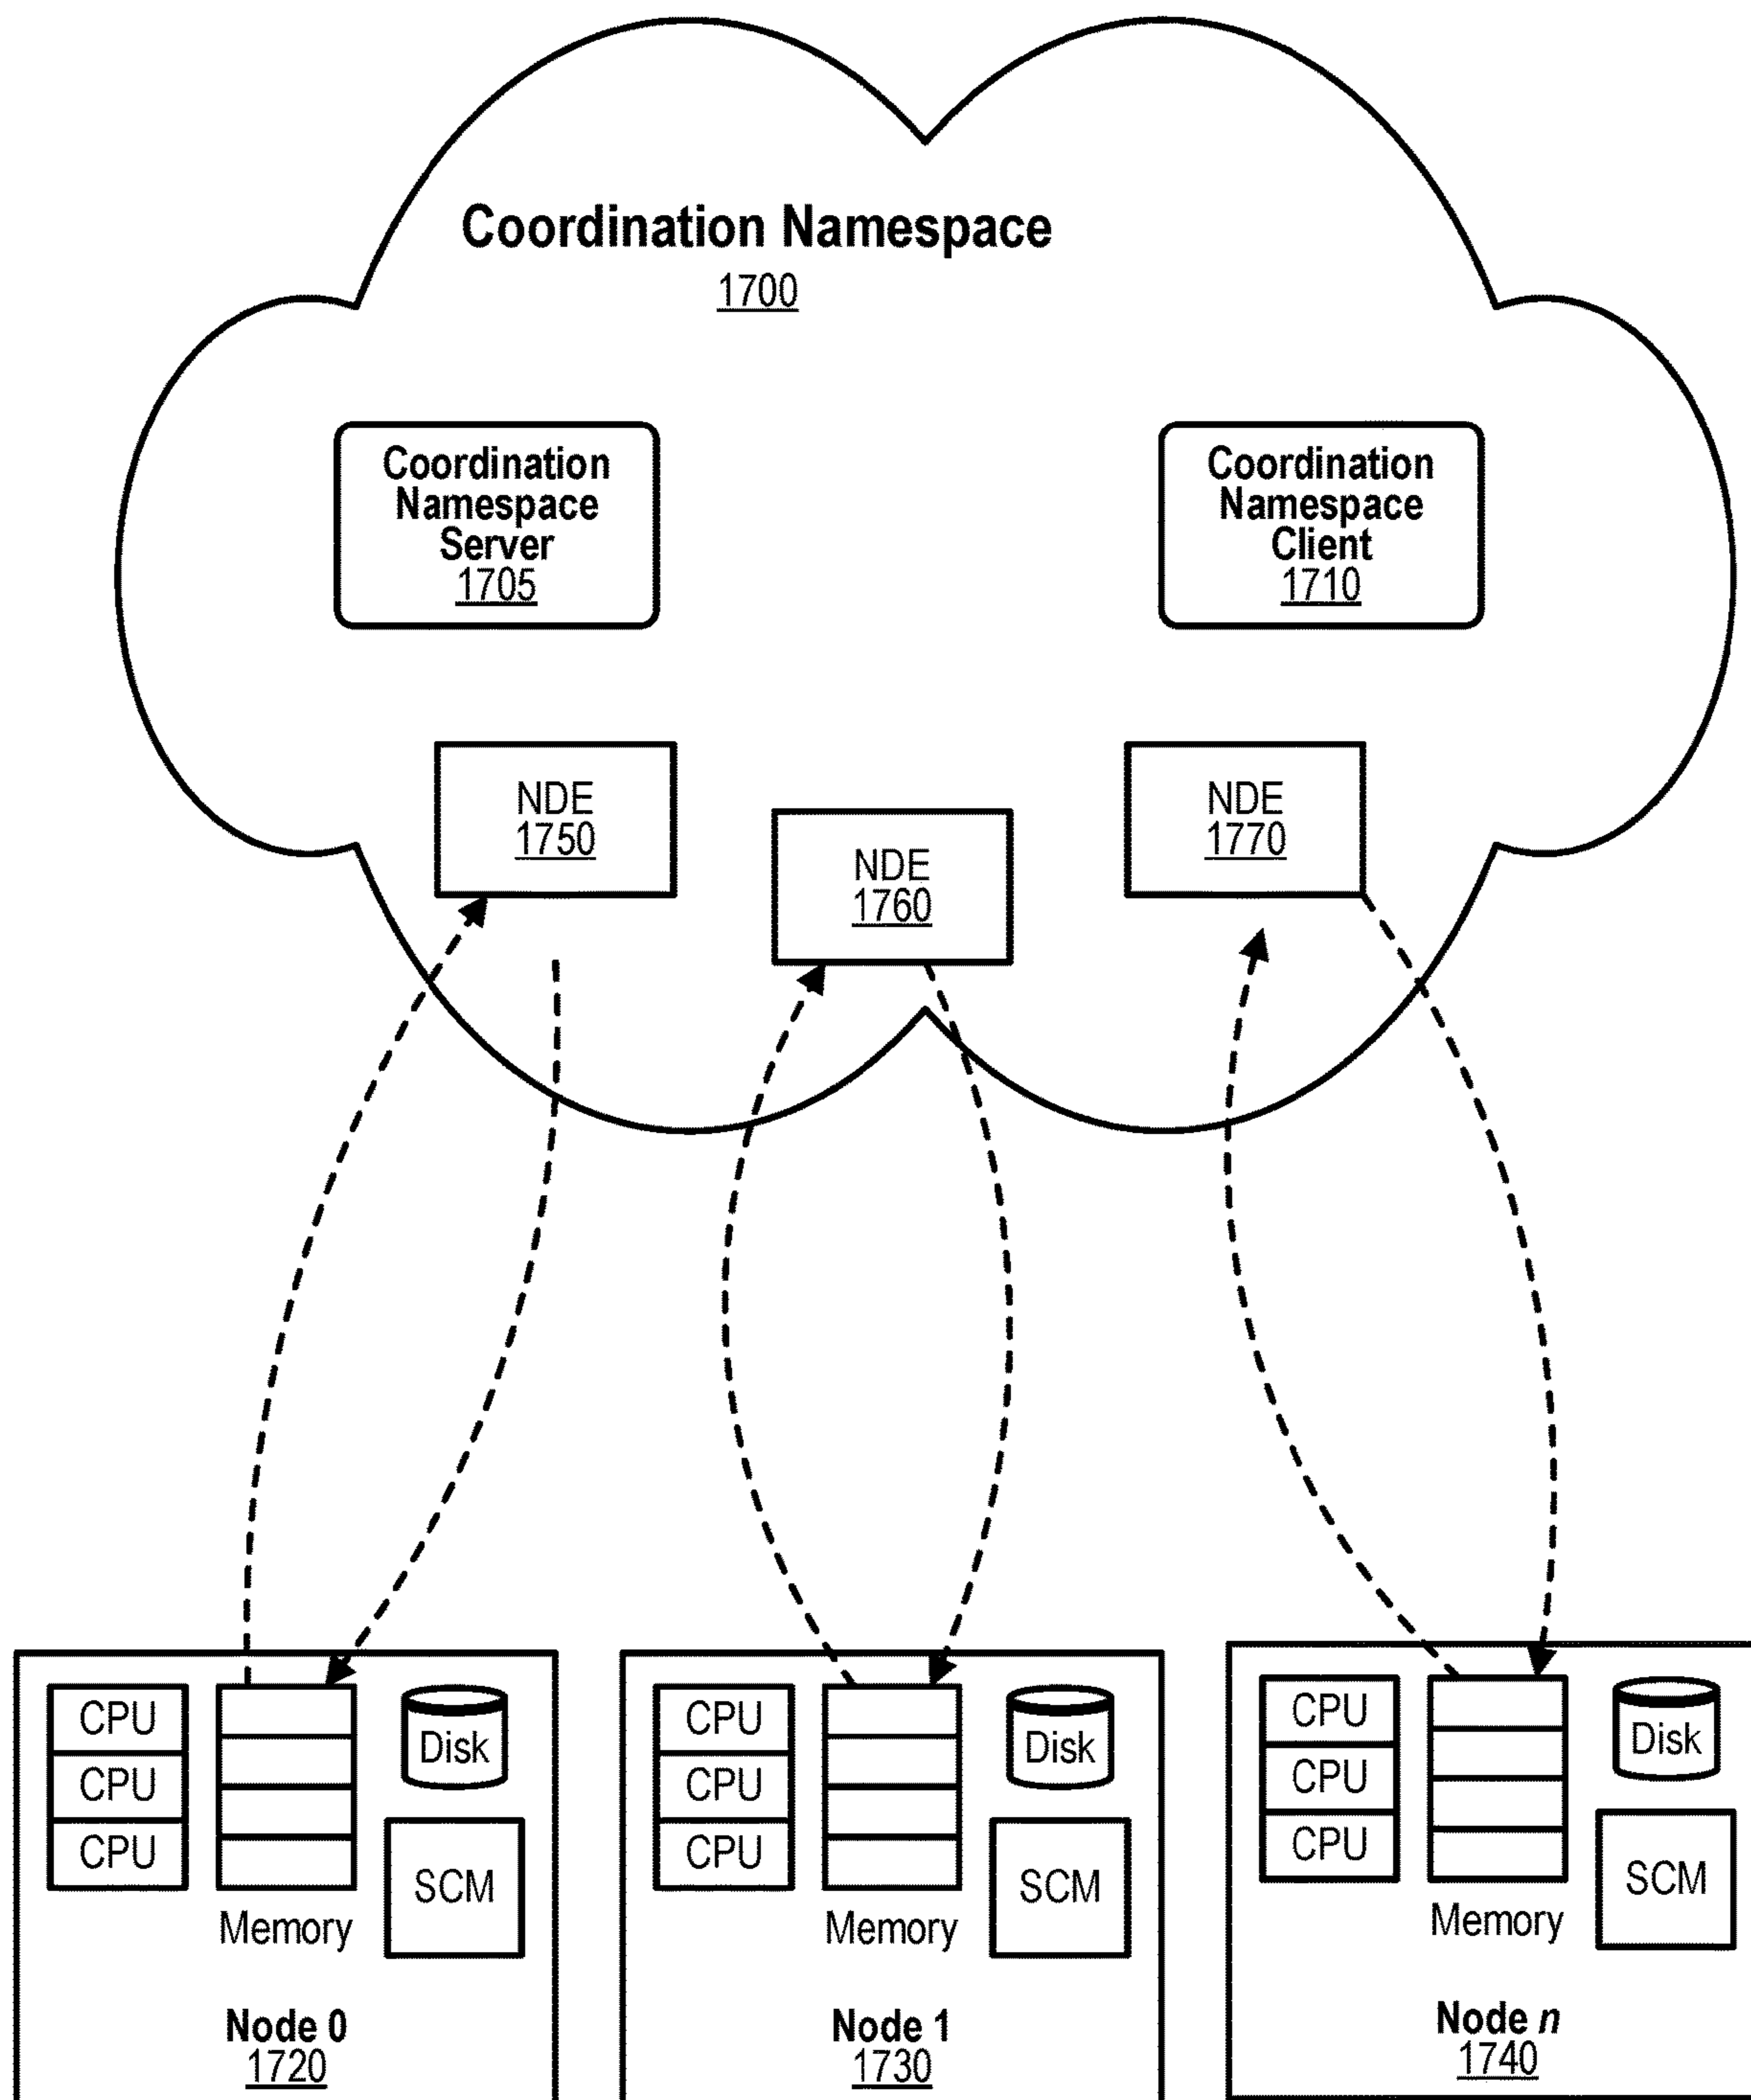 Coordination Namespace
1700
Coordination
Namespace
Server
1705
Coordination
Namespace
Client
1710
NDE
1750
NDE
1760
NDE
1770
CPU
CPU
CPU
Memory
Disk
SCM
Node 0
1720
CPU
CPU
CPU
Memory
Disk
SCM
Node 1
1730
CPU
CPU
CPU
Memory
Disk
SCM
Node n
1740